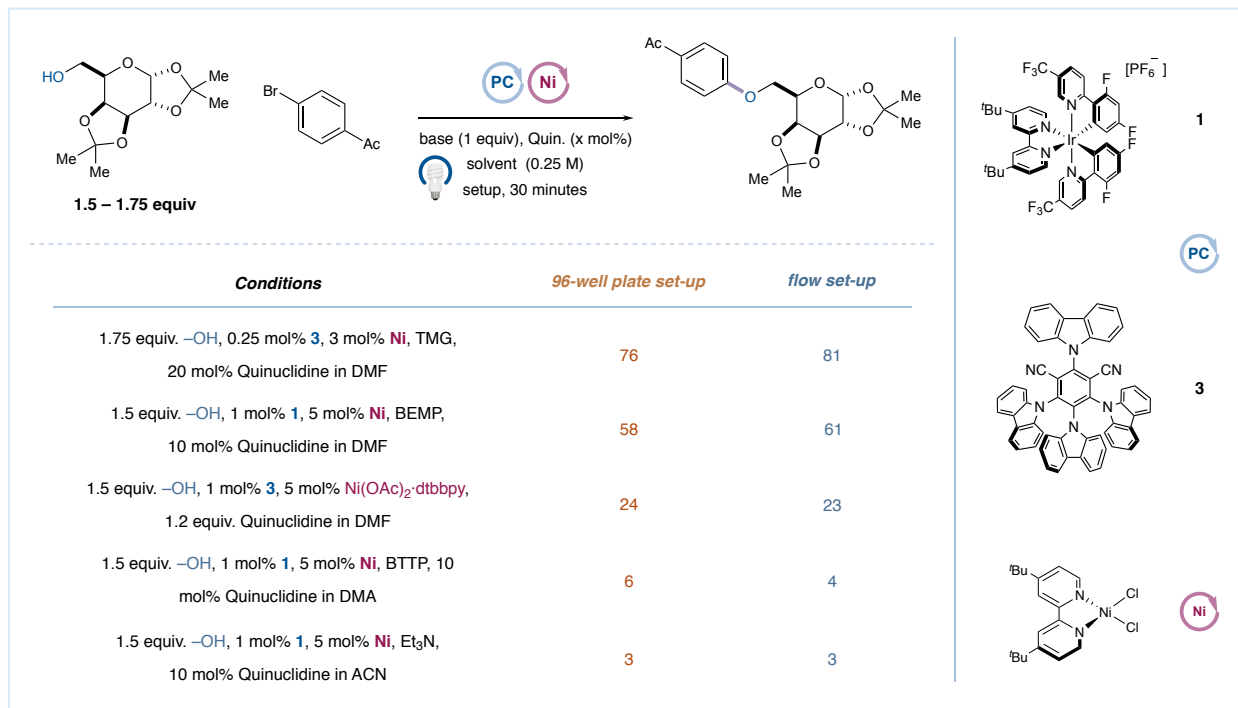 HO
O
O
O
O
O
Me
Me
Me
Me
1.5 – 1.75 equiv
Br
Ac
PC
Ni
base (1 equiv), Quin. (x mol%)
solvent (0.25 M)
setup, 30 minutes
Ac
O
O
O
O
O
O
Me
Me
Me
Me
Conditions
96-well plate set-up
flow set-up
1.75 equiv. –OH, 0.25 mol% 3, 3 mol% Ni, TMG,
20 mol% Quinuclidine in DMF
76
81
1.5 equiv. –OH, 1 mol% 1, 5 mol% Ni, BEMP,
10 mol% Quinuclidine in DMF
58
61
1.5 equiv. –OH, 1 mol% 3, 5 mol% Ni(OAc)2·dtbbpy,
1.2 equiv. Quinuclidine in DMF
24
23
1.5 equiv. –OH, 1 mol% 1, 5 mol% Ni, BTTP, 10
mol% Quinuclidine in DMA
6
4
1.5 equiv. –OH, 1 mol% 1, 5 mol% Ni, Et3N,
10 mol% Quinuclidine in ACN
3
3
[PF6–]
F3C
F
tBu
N
N
F
N
Ir
F
tBu
N
F
F3C
1
PC
N
NC
CN
N
N
N
3
tBu
N
Cl
Ni
N
Cl
tBu
Ni